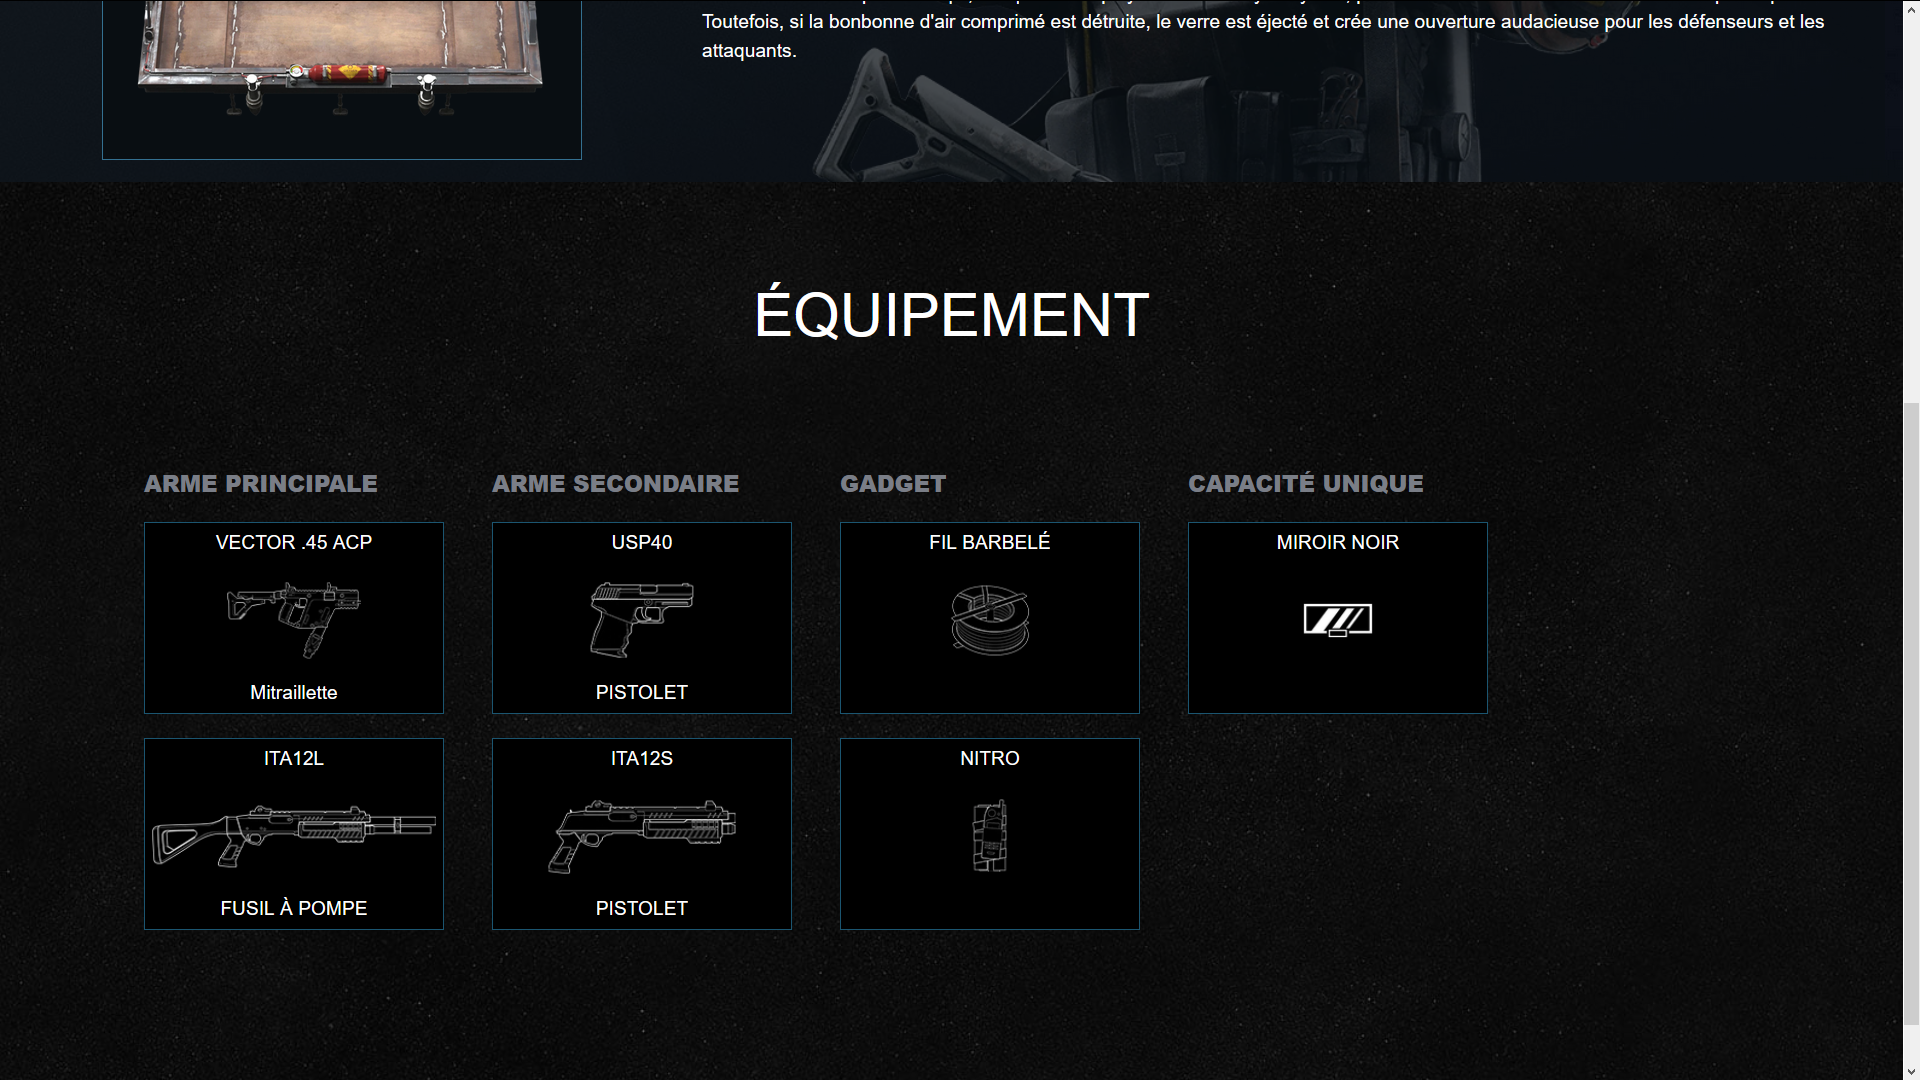 Toutefois, si la bonbonne d'air comprimé est détruite, le verre est éjecté et crée une ouverture audacieuse pour les défenseurs et les
attaquants.
ÉQUIPEMENT
ARME PRINCIPALE
VECTOR .45 ACP
Mitraillette
ITA12L
FUSIL À POMPE
ARME SECONDAIRE
USP40
PISTOLET
ITA12S
PISTOLET
GADGET
FIL BARBELÉ
NITRO
CAPACITÉ UNIQUE
MIROIR NOIR